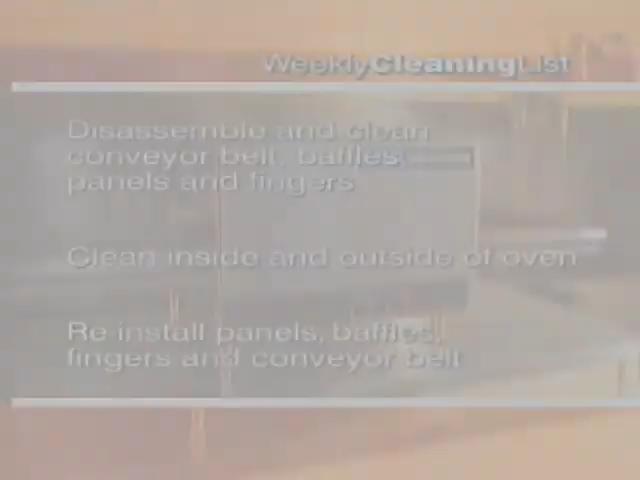 WeeklyCleaningList
Disassemble and clean
conveyor belt, baffles,
panels and fingers
Clean inside and outside of oven
Re install panels, baffles,
fingers and conveyor belt